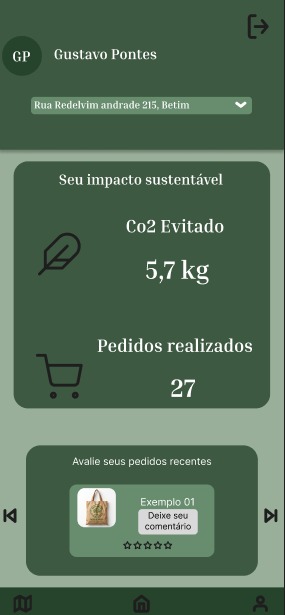 GP
Gustavo Pontes
Rua Redelvim andrade 215, Betim
Seu impacto sustentável
Co2 Evitado
5,7 kg
Pedidos realizados
27
Avalie seus pedidos recentes
Exemplo 01
Deixe seu
comentário